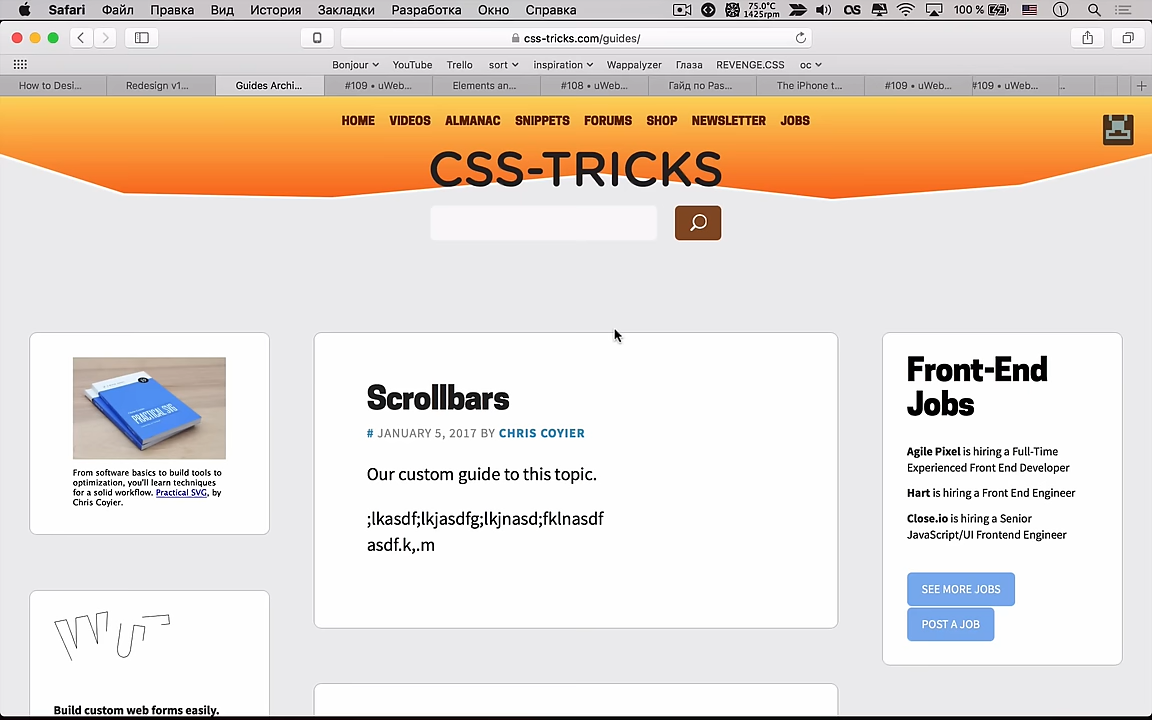 Safari Файл Правка Вид История Закладки Разработка Окно Справка 75.0°C 1425rpm 100 %
css-tricks.com/guides/
Bonjour YouTube Trello sort inspiration Wappalyzer Глаза REVENGE.CSS ос
How to Desi... Redesign v1... Guides Archi... #109 • uWeb... Elements an... #108 • uWeb... Гайд по Pas... The iPhone t... #109 • uWeb... #109 • uWeb... ...
HOME VIDEOS ALMANAC SNIPPETS FORUMS SHOP NEWSLETTER JOBS
CSS-TRICKS
PRACTICAL SVG
From software basics to build tools to
optimization, you'll learn techniques
for a solid workflow. Practical SVG, by
Chris Coyier.
Wu
Build custom web forms easily.
Scrollbars
# JANUARY 5, 2017 BY CHRIS COYIER
Our custom guide to this topic.
;lkasdf;lkjasdfg;lkjnasd;fklnasdf
asdf.k,.m
Front-End
Jobs
Agile Pixel is hiring a Full-Time
Experienced Front End Developer
Hart is hiring a Front End Engineer
Close.io is hiring a Senior
JavaScript/UI Frontend Engineer
SEE MORE JOBS
POST A JOB